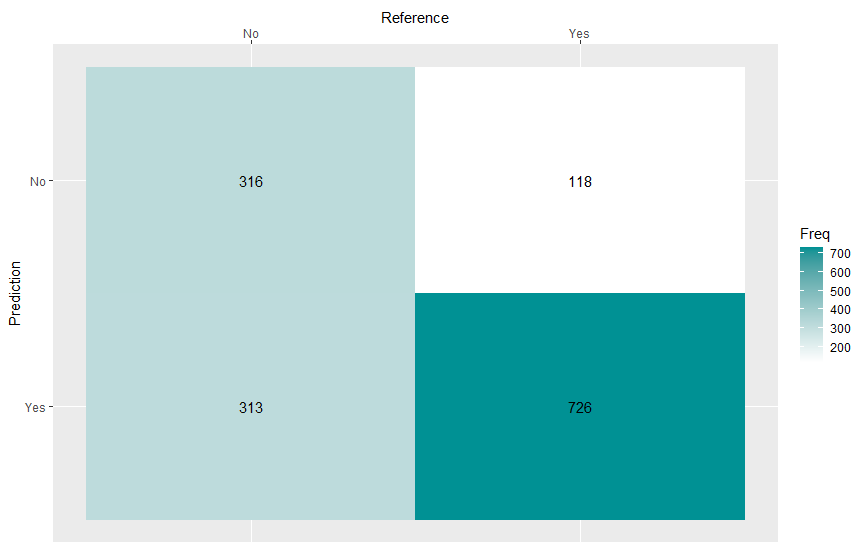 Reference
No Yes
No 316 118
Prediction
Yes 313 726
Freq
700
600
500
400
300
200